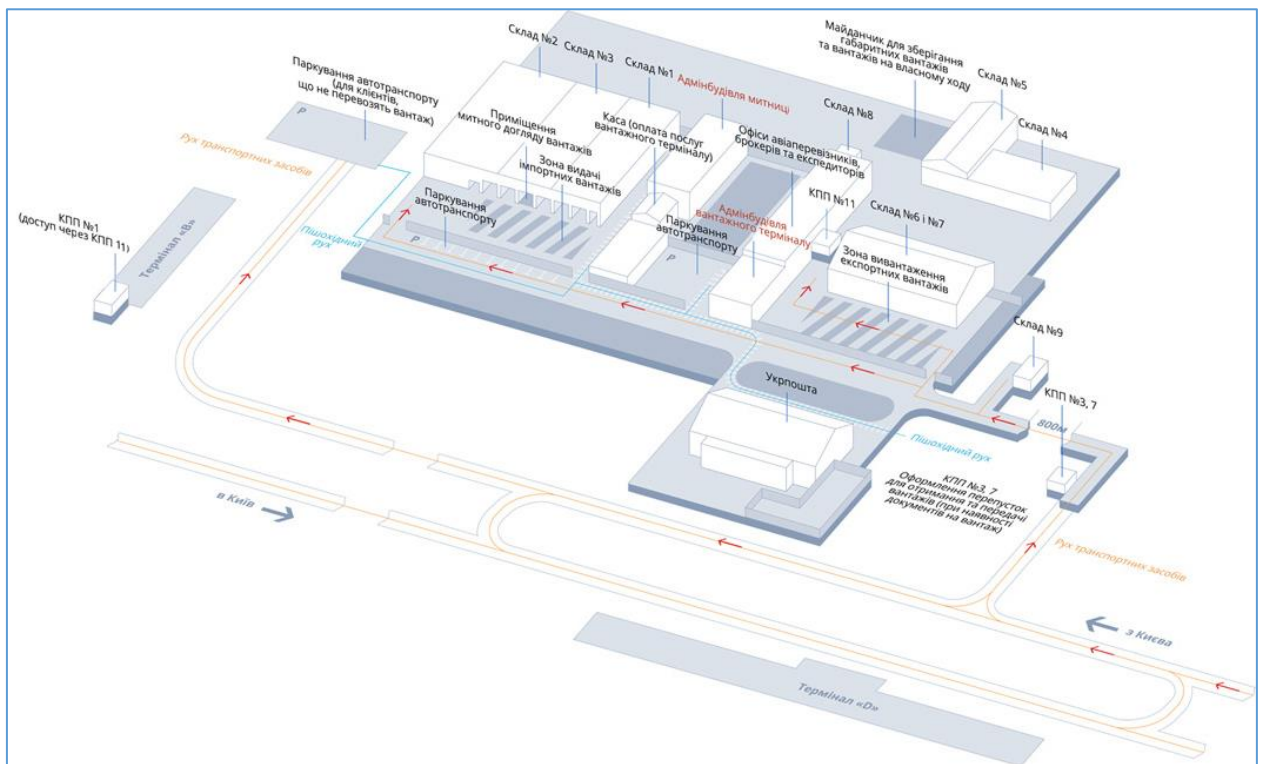 Склад №2
Склад №3
Склад №1
Адмінбудівля митниці
Майданчик для зберігання
габаритних вантажів
та вантажів на власному ходу
Склад №5
Склад №4
Склад №8
Паркування автотранспорту
(для клієнтів,
що не перевозять вантаж)
P
Приміщення
митного догляду вантажів
Каса (оплата послуг
вантажного терміналу)
Офіси авіаперевізників,
брокерів та експедиторів
Зона видачі
імпортних вантажів
КПП №11
Рух транспортних засобів
Паркування
автотранспорту
P
Адмінбудівля
вантажного терміналу
Паркування
автотранспорту
P
Склад №6 і №7
Зона вивантаження
експортних вантажів
КПП №1
(доступ через КПП 11)
Термінал «В»
Пішохідний
рух
Склад №9
КПП №3, 7
800м
Укрпошта
Пішохідний рух
КПП №3, 7
Оформлення перепусток
для отримання та передачі
вантажів (при наявності
документів на вантаж)
в Київ
Рух транспортних засобів
з Києва
Термінал «D»